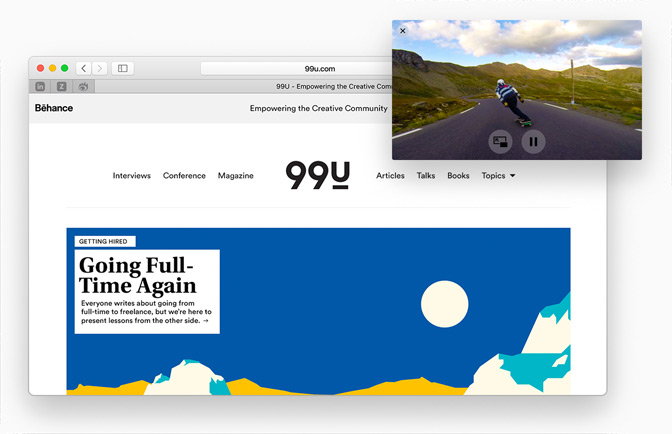 99u.com
in
Z
99U - Empowering the Creative Com
Bēhance
Empowering the Creative Community
Interviews
Conference
Magazine
99U
Articles
Talks
Books
Topics
GETTING HIRED
Going Full-
Time Again
Everyone writes about going from
full-time to freelance, but we're here to
present lessons from the other side. →